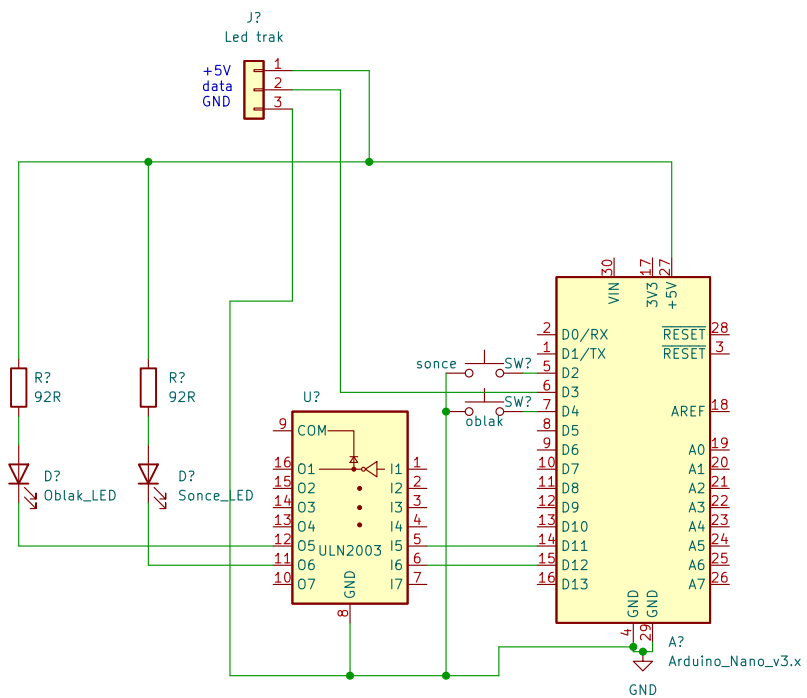 J?
Led trak
+5V 1
data 2
GND 3
30 17 27
VIN 3V3 +5V
2 D0/RX RESET 28
1 D1/TX RESET 3
sonce SW? 5 D2
6 D3
SW? 7 D4 AREF 18
oblak
8 D5
9 D6 A0 19
10 D7 A1 20
11 D8 A2 21
12 D9 A3 22
13 D10 A4 23
14 D11 A5 24
15 D12 A6 25
16 D13 A7 26
GND GND
4 29
A?
Arduino_Nano_v3.x
GND
R?
92R
R?
92R
D?
Oblak_LED
D?
Sonce_LED
U?
9 COM
16 O1 I1 1
15 O2 I2 2
14 O3 I3 3
13 O4 I4 4
12 O5 I5 5
ULN2003
11 O6 I6 6
10 O7 I7 7
GND
8